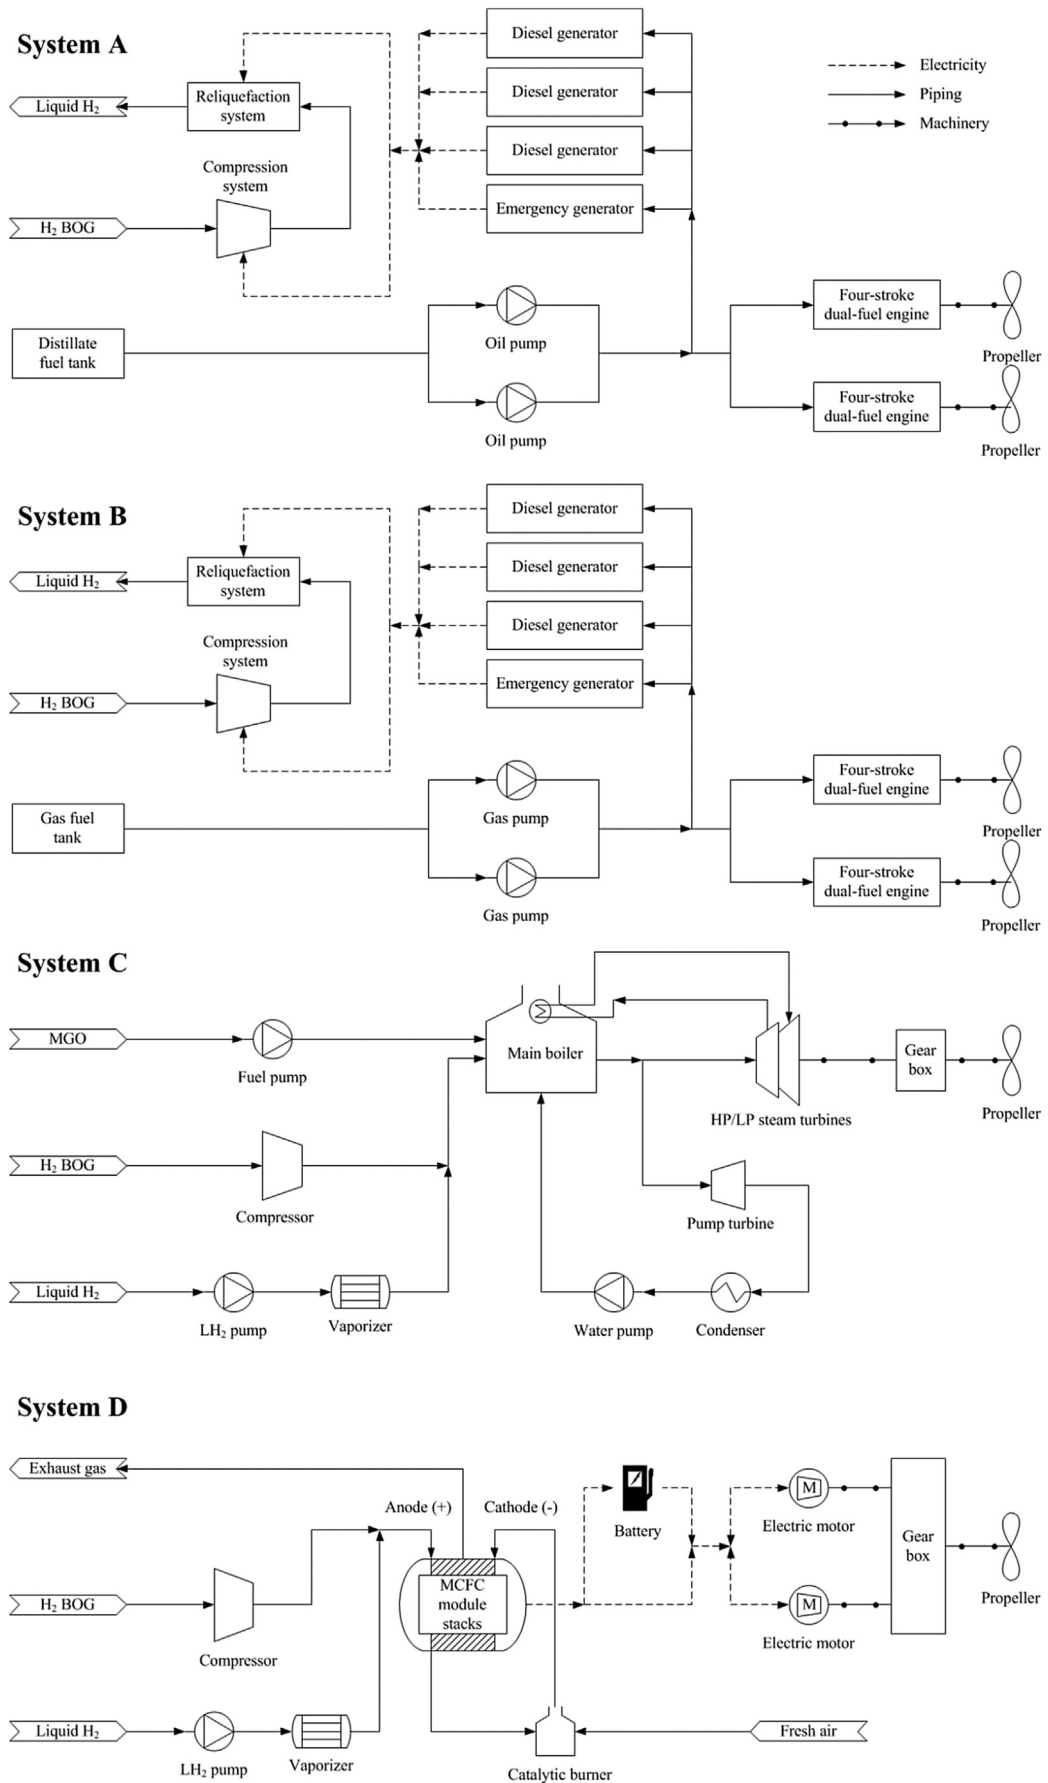 System A
Diesel generator
Electricity
Reliquefaction
system
Liquid H₂
Diesel generator
Piping
Machinery
Compression
system
Diesel generator
H₂ BOG
Emergency generator
Four-stroke
dual-fuel engine
Distillate
fuel tank
Oil pump
Propeller
Four-stroke
dual-fuel engine
Oil pump
Propeller
System B
Diesel generator
Reliquefaction
system
Liquid H₂
Diesel generator
Compression
system
Diesel generator
H₂ BOG
Emergency generator
Four-stroke
dual-fuel engine
Gas fuel
tank
Gas pump
Propeller
Four-stroke
dual-fuel engine
Gas pump
Propeller
System C
MGO
Fuel pump
Main boiler
Gear
box
HP/LP steam turbines
Propeller
H₂ BOG
Compressor
Pump turbine
Liquid H₂
LH₂ pump
Vaporizer
Water pump
Condenser
System D
Exhaust gas
Anode (+)
Cathode (-)
Battery
M
Electric motor
Gear
box
Propeller
H₂ BOG
Compressor
MCFC
module
stacks
M
Electric motor
Liquid H₂
LH₂ pump
Vaporizer
Catalytic burner
Fresh air